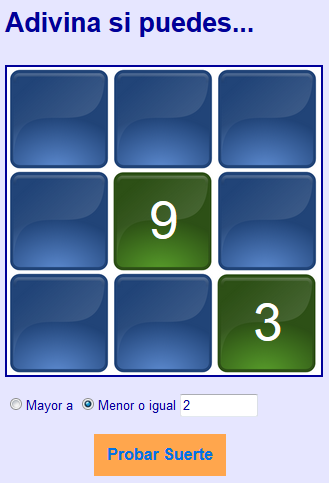 Adivina si puedes...
9
3
Mayor a Menor o igual 2
Probar Suerte